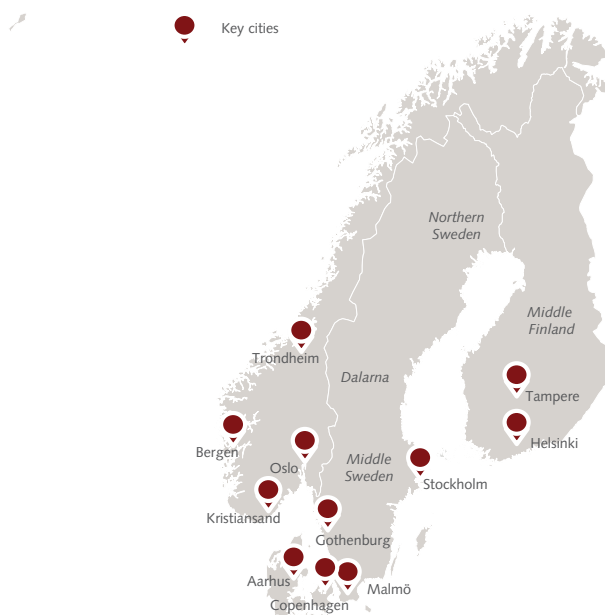 Key cities
Northern
Sweden
Middle
Finland
Trondheim
Dalarna
Tampere
Bergen
Oslo
Middle
Sweden
Helsinki
Stockholm
Kristiansand
Gothenburg
Aarhus
Malmö
Copenhagen